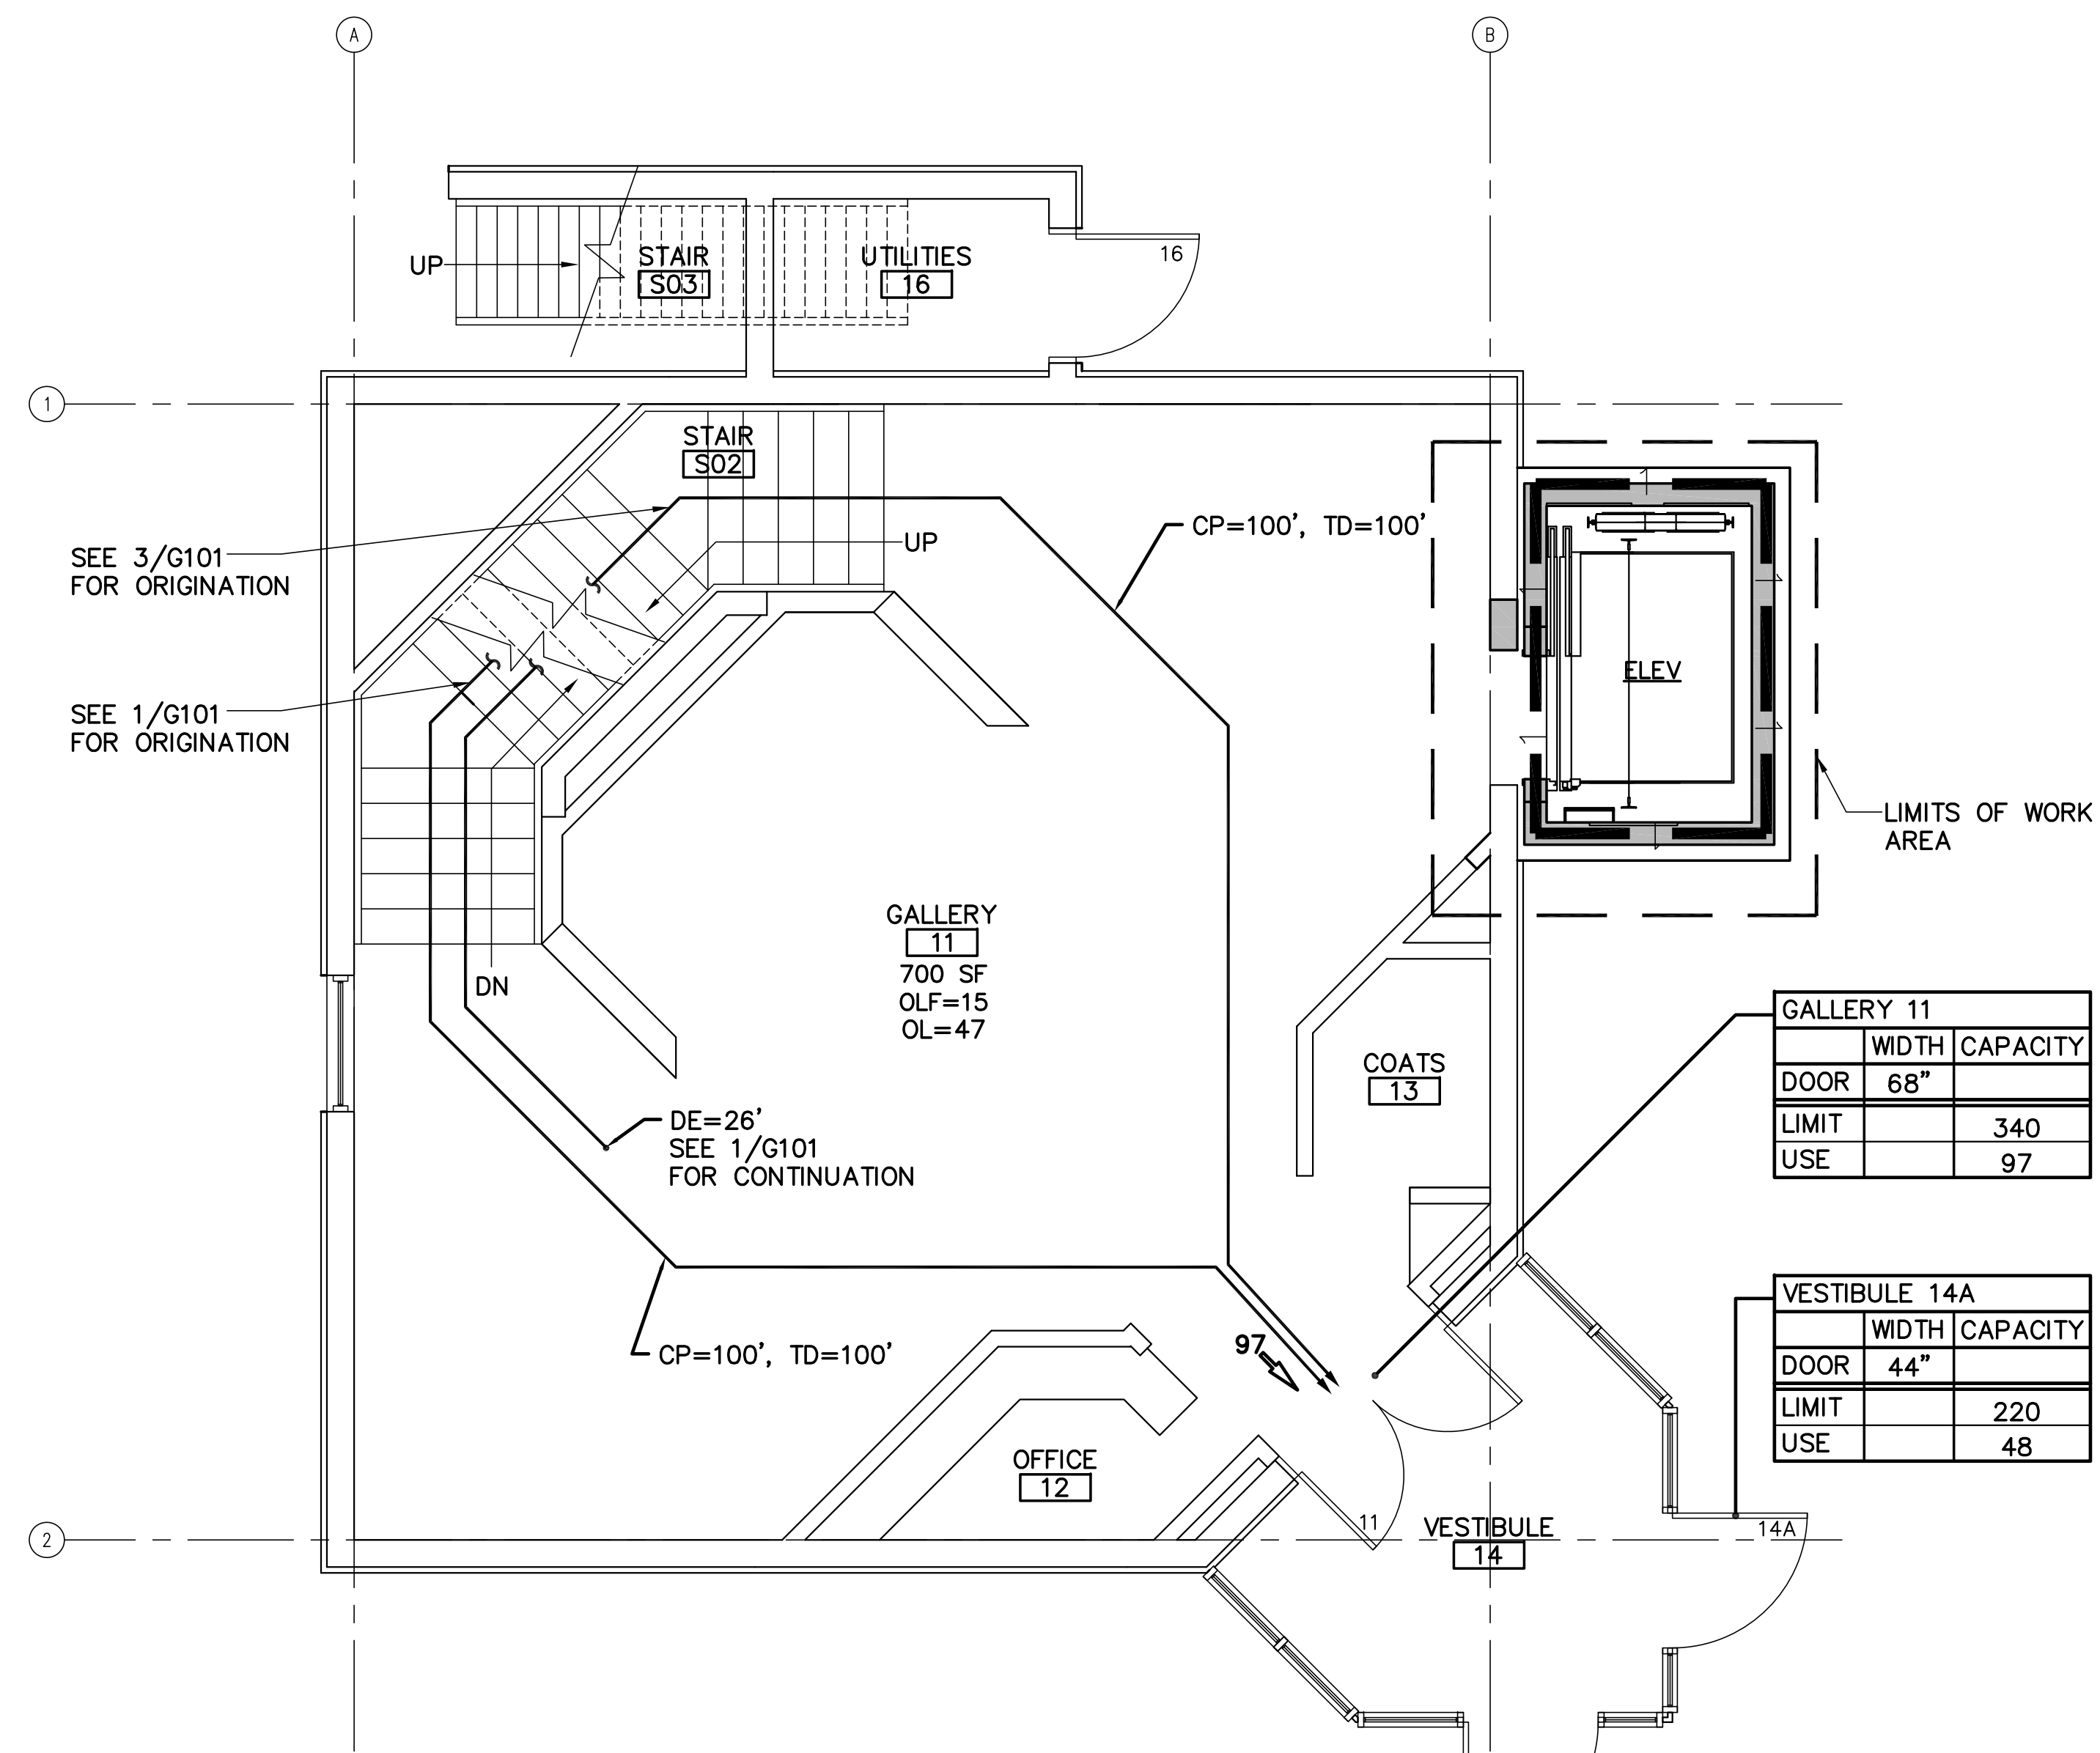 A
B
16
UP
STAIR
S03
UTILITIES
16
1
STAIR
S02
UP
CP=100', TD=100'
SEE 3/G101
FOR ORIGINATION
SEE 1/G101
FOR ORIGINATION
ELEV
LIMITS OF WORK
AREA
GALLERY
11
700 SF
OLF=15
OL=47
DN
COATS
13
DE=26'
SEE 1/G101
FOR CONTINUATION
GALLERY 11
WIDTH CAPACITY
DOOR 68"
LIMIT 340
USE 97
CP=100', TD=100'
97
VESTIBULE 14A
WIDTH CAPACITY
DOOR 44"
LIMIT 220
USE 48
OFFICE
12
11
VESTIBULE
14
14A
2